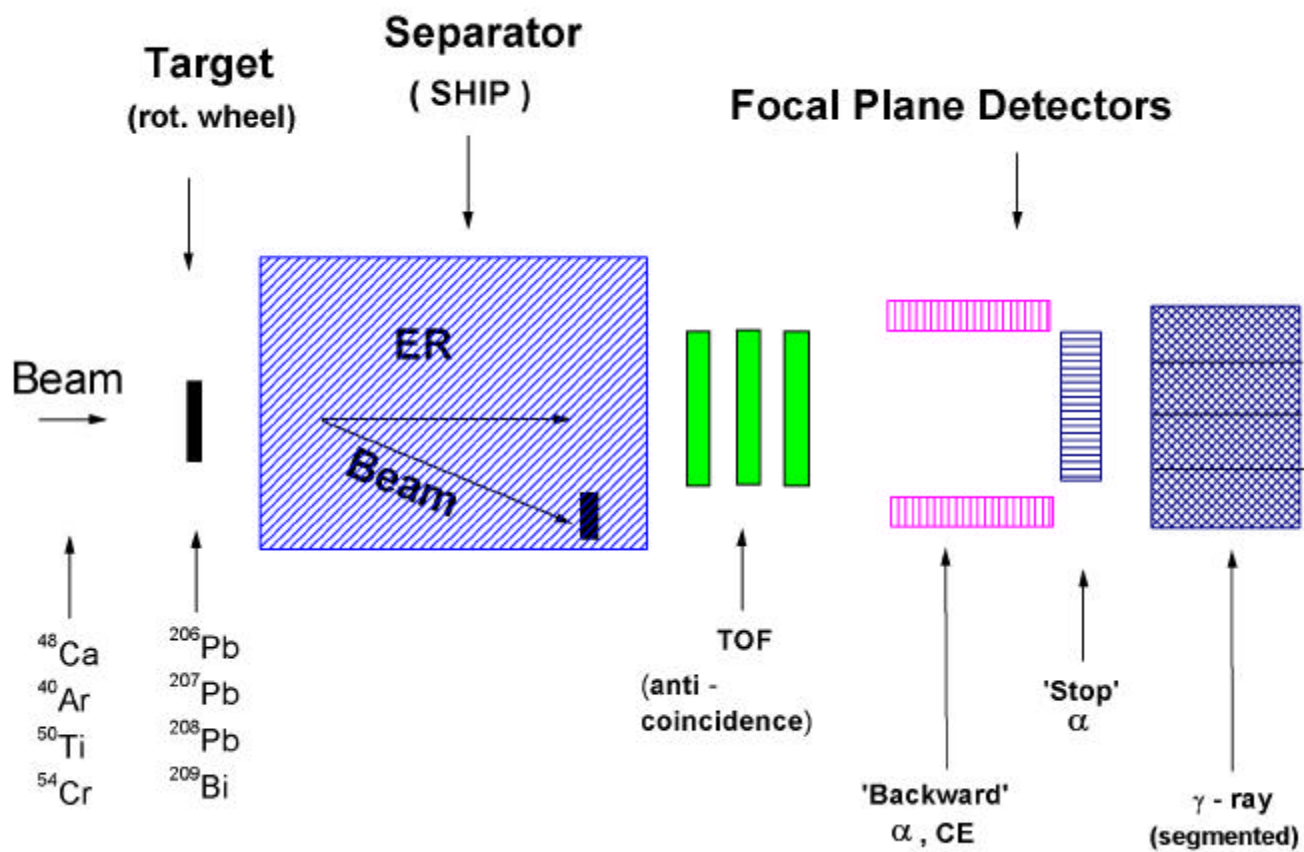 Target
(rot. wheel)
Separator
( SHIP )
Focal Plane Detectors
Beam
ER
Beam
⁴⁸Ca
⁴⁰Ar
⁵⁰Ti
⁵⁴Cr
²⁰⁶Pb
²⁰⁷Pb
²⁰⁸Pb
²⁰⁹Bi
TOF
(anti -
coincidence)
'Backward'
α , CE
'Stop'
α
γ - ray
(segmented)